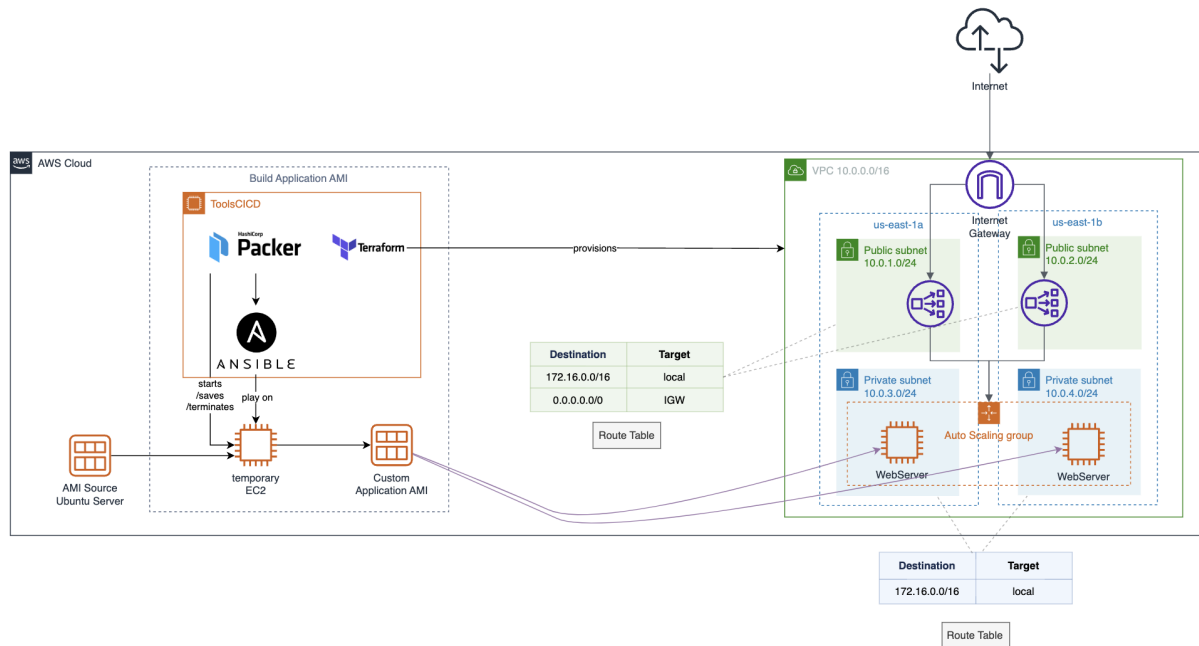 Internet
aws
AWS Cloud
Build Application AMI
ToolsCICD
HashiCorp
Packer
Terraform
provisions
ANSIBLE
starts
/saves
/terminates
play on
AMI Source
Ubuntu Server
temporary
EC2
Custom
Application AMI
VPC 10.0.0.0/16
Internet
Gateway
us-east-1a
us-east-1b
Public subnet
10.0.1.0/24
Public subnet
10.0.2.0/24
Destination Target
172.16.0.0/16 local
0.0.0.0.0/0 IGW
Route Table
Private subnet
10.0.3.0/24
Private subnet
10.0.4.0/24
Auto Scaling group
WebServer
WebServer
Destination Target
172.16.0.0/16 local
Route Table